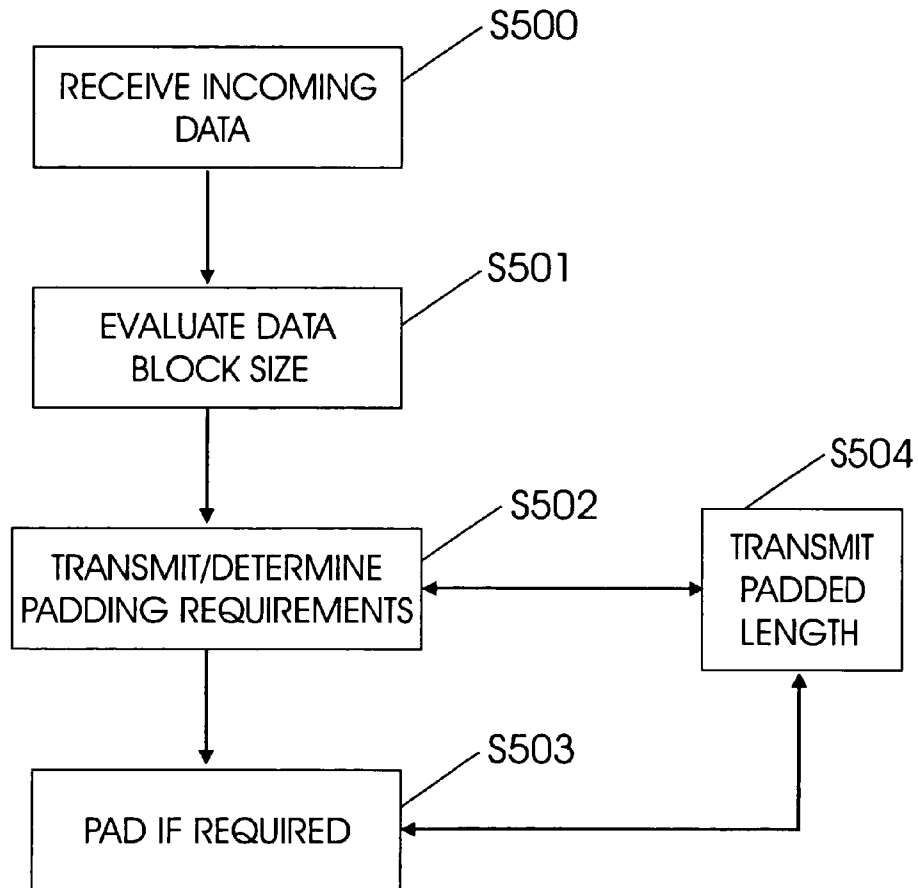 S500
RECEIVE INCOMING
DATA
S501
EVALUATE DATA
BLOCK SIZE
S502
TRANSMIT/DETERMINE
PADDING REQUIREMENTS
S504
TRANSMIT
PADDED
LENGTH
S503
PAD IF REQUIRED